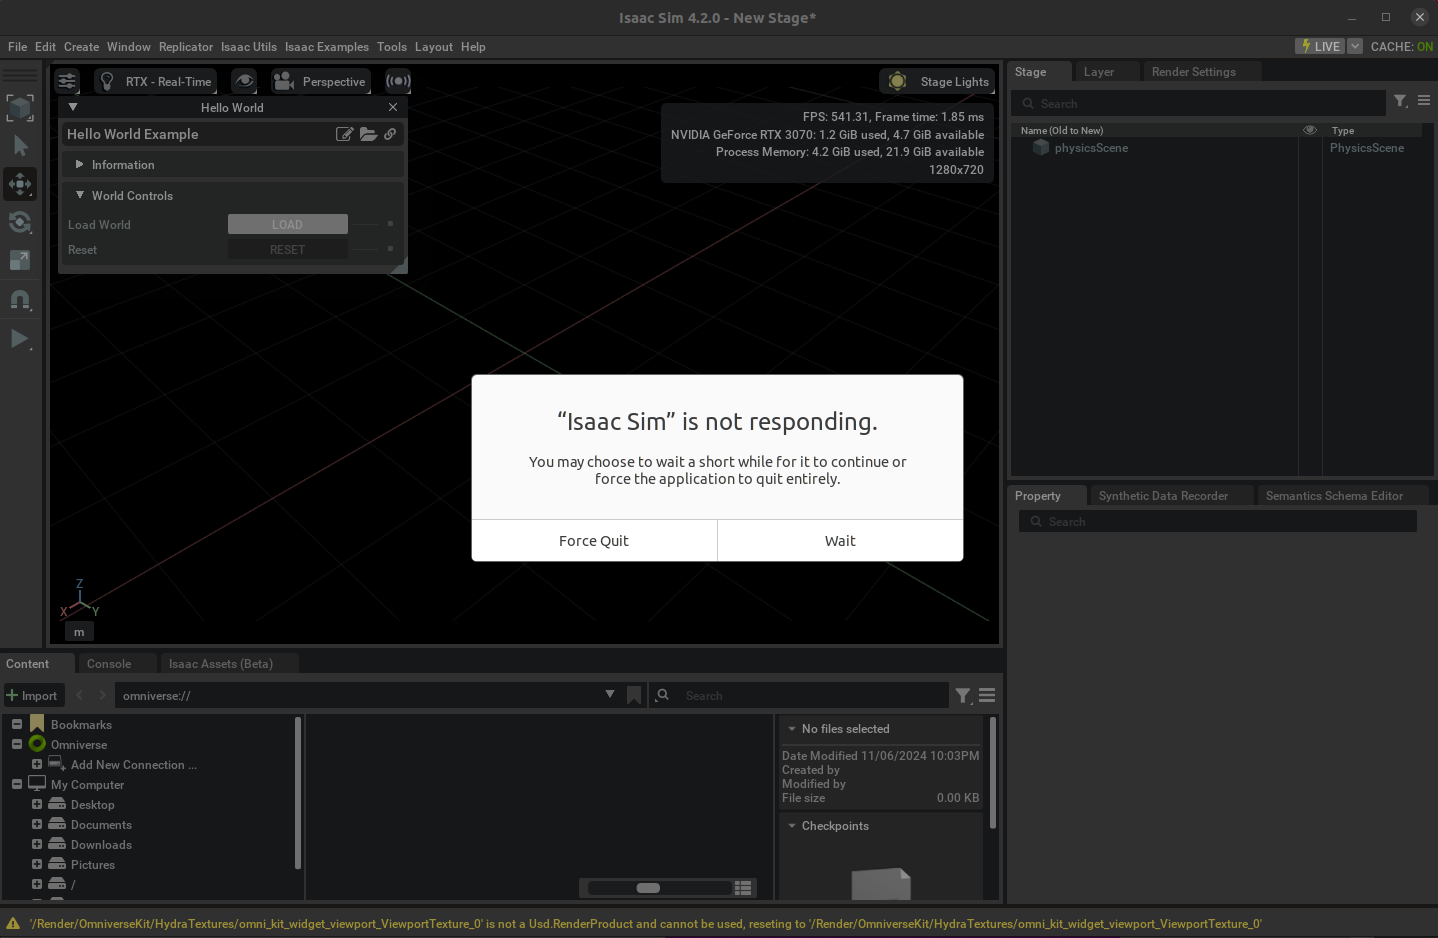 Isaac Sim 4.2.0 - New Stage*
File Edit Create Window Replicator Isaac Utils Isaac Examples Tools Layout Help
LIVE CACHE: ON
RTX - Real-Time Perspective Stage Lights
Hello World
Hello World Example
Information
World Controls
Load World LOAD
Reset RESET
FPS: 541.31, Frame time: 1.85 ms
NVIDIA GeForce RTX 3070: 1.2 GiB used, 4.7 GiB available
Process Memory: 4.2 GiB used, 21.9 GiB available
1280x720
Stage Layer Render Settings
Search
Name (Old to New) Type
physicsScene PhysicsScene
“Isaac Sim” is not responding.
You may choose to wait a short while for it to continue or
force the application to quit entirely.
Force Quit Wait
Z
X Y
m
Property Synthetic Data Recorder Semantics Schema Editor
Search
Content Console Isaac Assets (Beta)
Import omniverse:// Search
Bookmarks
Omniverse
Add New Connection ...
My Computer
Desktop
Documents
Downloads
Pictures
/
No files selected
Date Modified 11/06/2024 10:03PM
Created by
Modified by
File size 0.00 KB
Checkpoints
'/Render/OmniverseKit/HydraTextures/omni_kit_widget_viewport_ViewportTexture_0' is not a Usd.RenderProduct and cannot be used, reseting to '/Render/OmniverseKit/HydraTextures/omni_kit_widget_viewport_ViewportTexture_0'